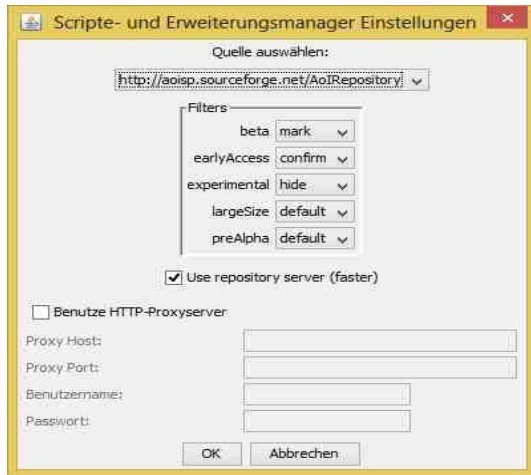 Scripte- und Erweiterungsmanager Einstellungen
Quelle auswählen:
http://aoisp.sourceforge.net/AoIRepository
Filters
beta mark
earlyAccess confirm
experimental hide
largeSize default
preAlpha default
Use repository server (faster)
Benutze HTTP-Proxyserver
Proxy Host:
Proxy Port:
Benutzername:
Passwort:
OK Abbrechen